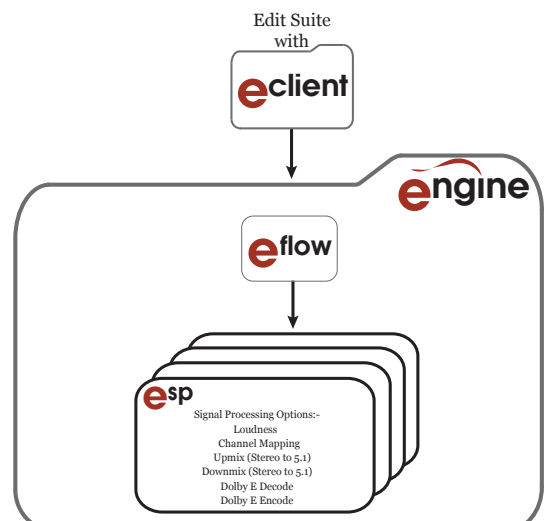 Edit Suite
with
eclient
engine
eflow
esp
Signal Processing Options:-
Loudness
Channel Mapping
Upmix (Stereo to 5.1)
Downmix (Stereo to 5.1)
Dolby E Decode
Dolby E Encode